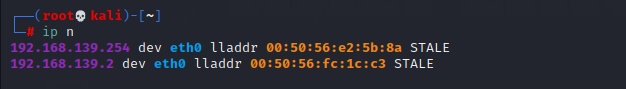 ┌──(root💀kali)-[~]
└─# ip n
192.168.139.254 dev eth0 lladdr 00:50:56:e2:5b:8a STALE
192.168.139.2 dev eth0 lladdr 00:50:56:fc:1c:c3 STALE